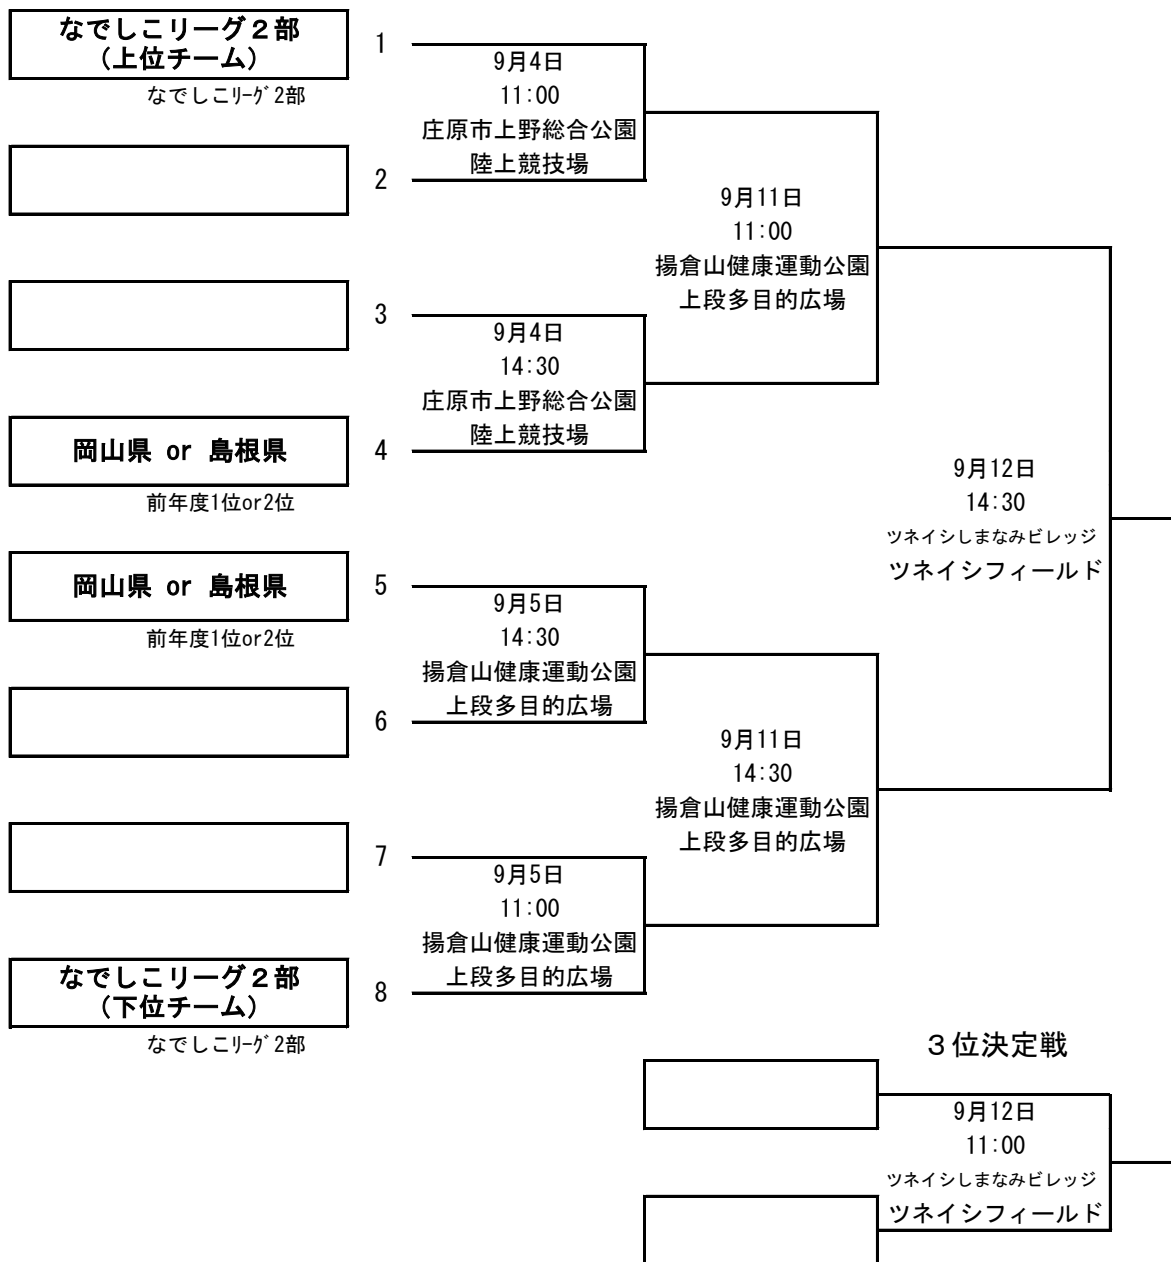 なでしこリーグ２部
（上位チーム）
なでしこﾘｰｸﾞ2部
1
9月4日
11:00
庄原市上野総合公園
陸上競技場
2
9月11日
11:00
揚倉山健康運動公園
上段多目的広場
3
9月4日
14:30
庄原市上野総合公園
陸上競技場
岡山県 or 島根県
4
前年度1位or2位
9月12日
14:30
ツネイシしまなみビレッジ
ツネイシフィールド
岡山県 or 島根県
5
前年度1位or2位
9月5日
14:30
揚倉山健康運動公園
上段多目的広場
6
9月11日
14:30
揚倉山健康運動公園
上段多目的広場
7
9月5日
11:00
揚倉山健康運動公園
上段多目的広場
なでしこリーグ２部
（下位チーム）
8
なでしこﾘｰｸﾞ2部
３位決定戦
9月12日
11:00
ツネイシしまなみビレッジ
ツネイシフィールド